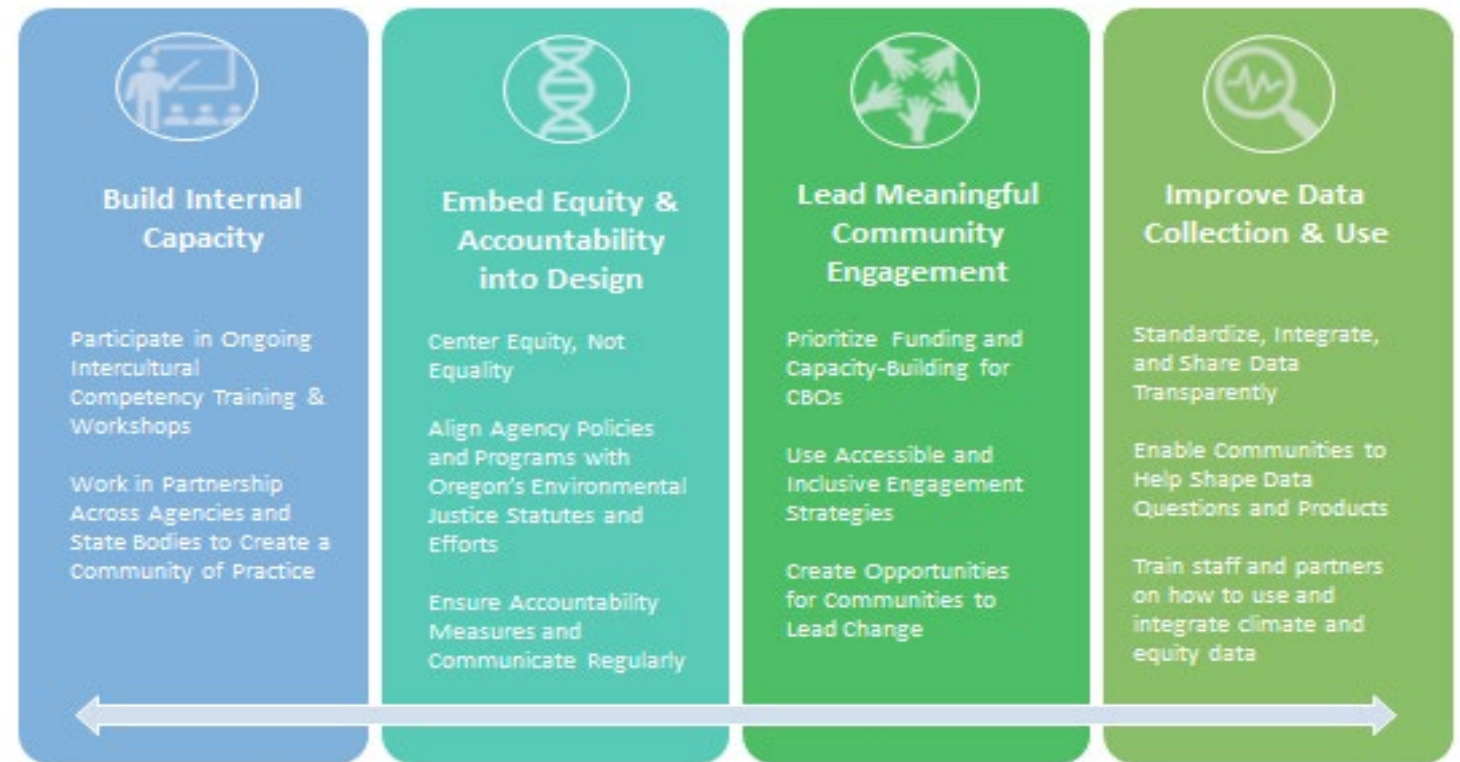 Build Internal
Capacity
Participate in Ongoing
Intercultural
Competency Training &
Workshops
Work in Partnership
Across Agencies and
State Bodies to Create a
Community of Practice
Embed Equity &
Accountability
into Design
Center Equity, Not
Equality
Align Agency Policies
and Programs with
Oregon's Environmental
Justice Statutes and
Efforts
Ensure Accountability
Measures and
Communicate Regularly
Lead Meaningful
Community
Engagement
Prioritize Funding and
Capacity-Building for
CBOs
Use Accessible and
Inclusive Engagement
Strategies
Create Opportunities
for Communities to
Lead Change
Improve Data
Collection & Use
Standardize, Integrate,
and Share Data
Transparently
Enable Communities to
Help Shape Data
Questions and Products
Train staff and partners
on how to use and
integrate climate and
equity data